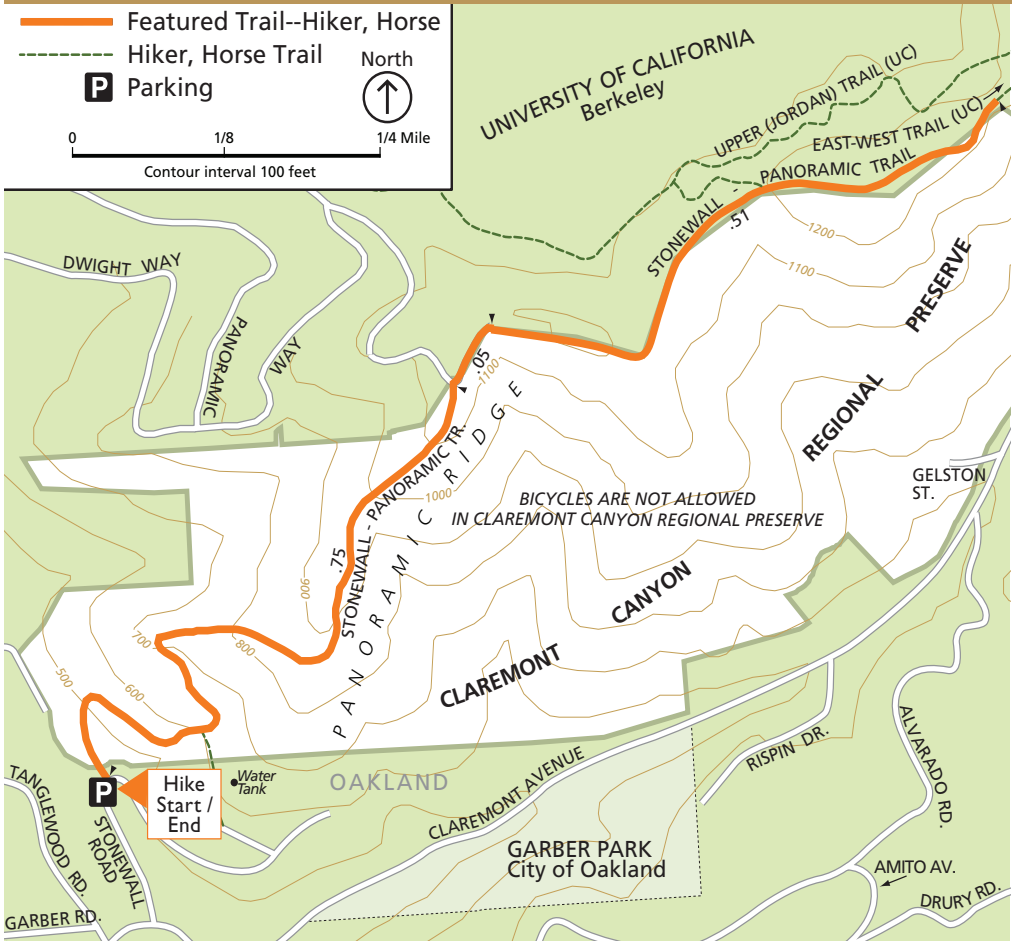 Featured Trail--Hiker, Horse
Hiker, Horse Trail
P Parking
North
0 1/8 1/4 Mile
Contour interval 100 feet
UNIVERSITY OF CALIFORNIA
Berkeley
UPPER (JORDAN) TRAIL (UC)
EAST-WEST TRAIL (UC)
STONEWALL - PANORAMIC TRAIL
.51
1200
1100
DWIGHT WAY
PANORAMIC WAY
.05
1100
STONEWALL - PANORAMIC TR.
.75
1000
900
PANORAMIC RIDGE
BICYCLES ARE NOT ALLOWED
IN CLAREMONT CANYON REGIONAL PRESERVE
CLAREMONT CANYON REGIONAL PRESERVE
GELSTON
ST.
800
700
600
500
P
Hike
Start /
End
Water
Tank
OAKLAND
CLAREMONT AVENUE
RISPIN DR.
ALVARADO RD.
TANGLEWOOD RD.
STONEWALL
ROAD
GARBER RD.
GARBER PARK
City of Oakland
AMITO AV.
DRURY RD.